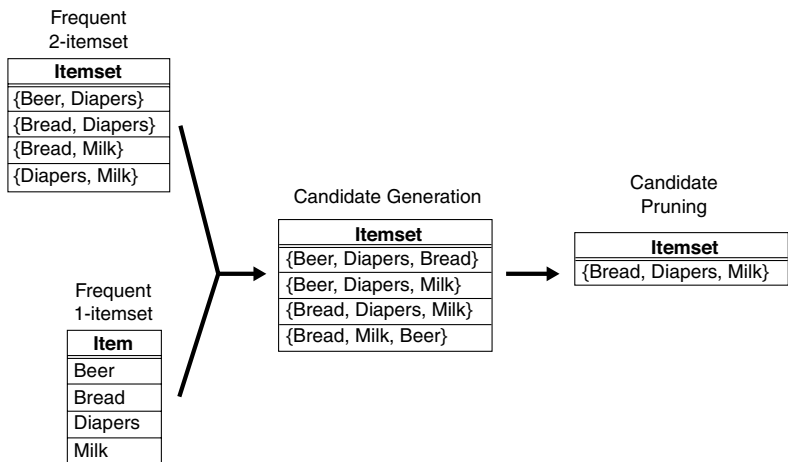 Frequent
2-itemset
Itemset
{Beer, Diapers}
{Bread, Diapers}
{Bread, Milk}
{Diapers, Milk}
Frequent
1-itemset
Item
Beer
Bread
Diapers
Milk
Candidate Generation
Itemset
{Beer, Diapers, Bread}
{Beer, Diapers, Milk}
{Bread, Diapers, Milk}
{Bread, Milk, Beer}
Candidate
Pruning
Itemset
{Bread, Diapers, Milk}